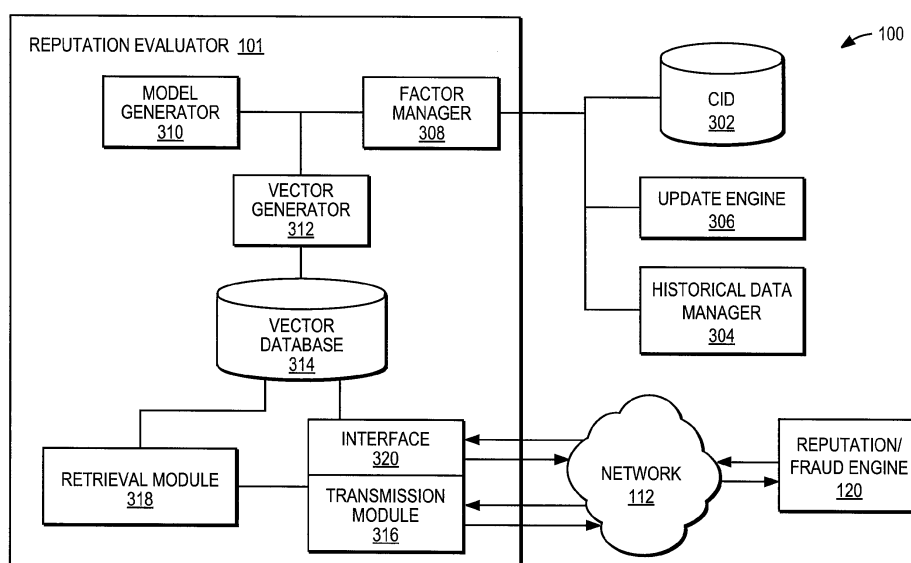 REPUTATION EVALUATOR 101
100
MODEL
GENERATOR
310
FACTOR
MANAGER
308
CID
302
VECTOR
GENERATOR
312
UPDATE ENGINE
306
HISTORICAL DATA
MANAGER
304
VECTOR
DATABASE
314
INTERFACE
320
RETRIEVAL MODULE
318
TRANSMISSION
MODULE
316
NETWORK
112
REPUTATION/
FRAUD ENGINE
120